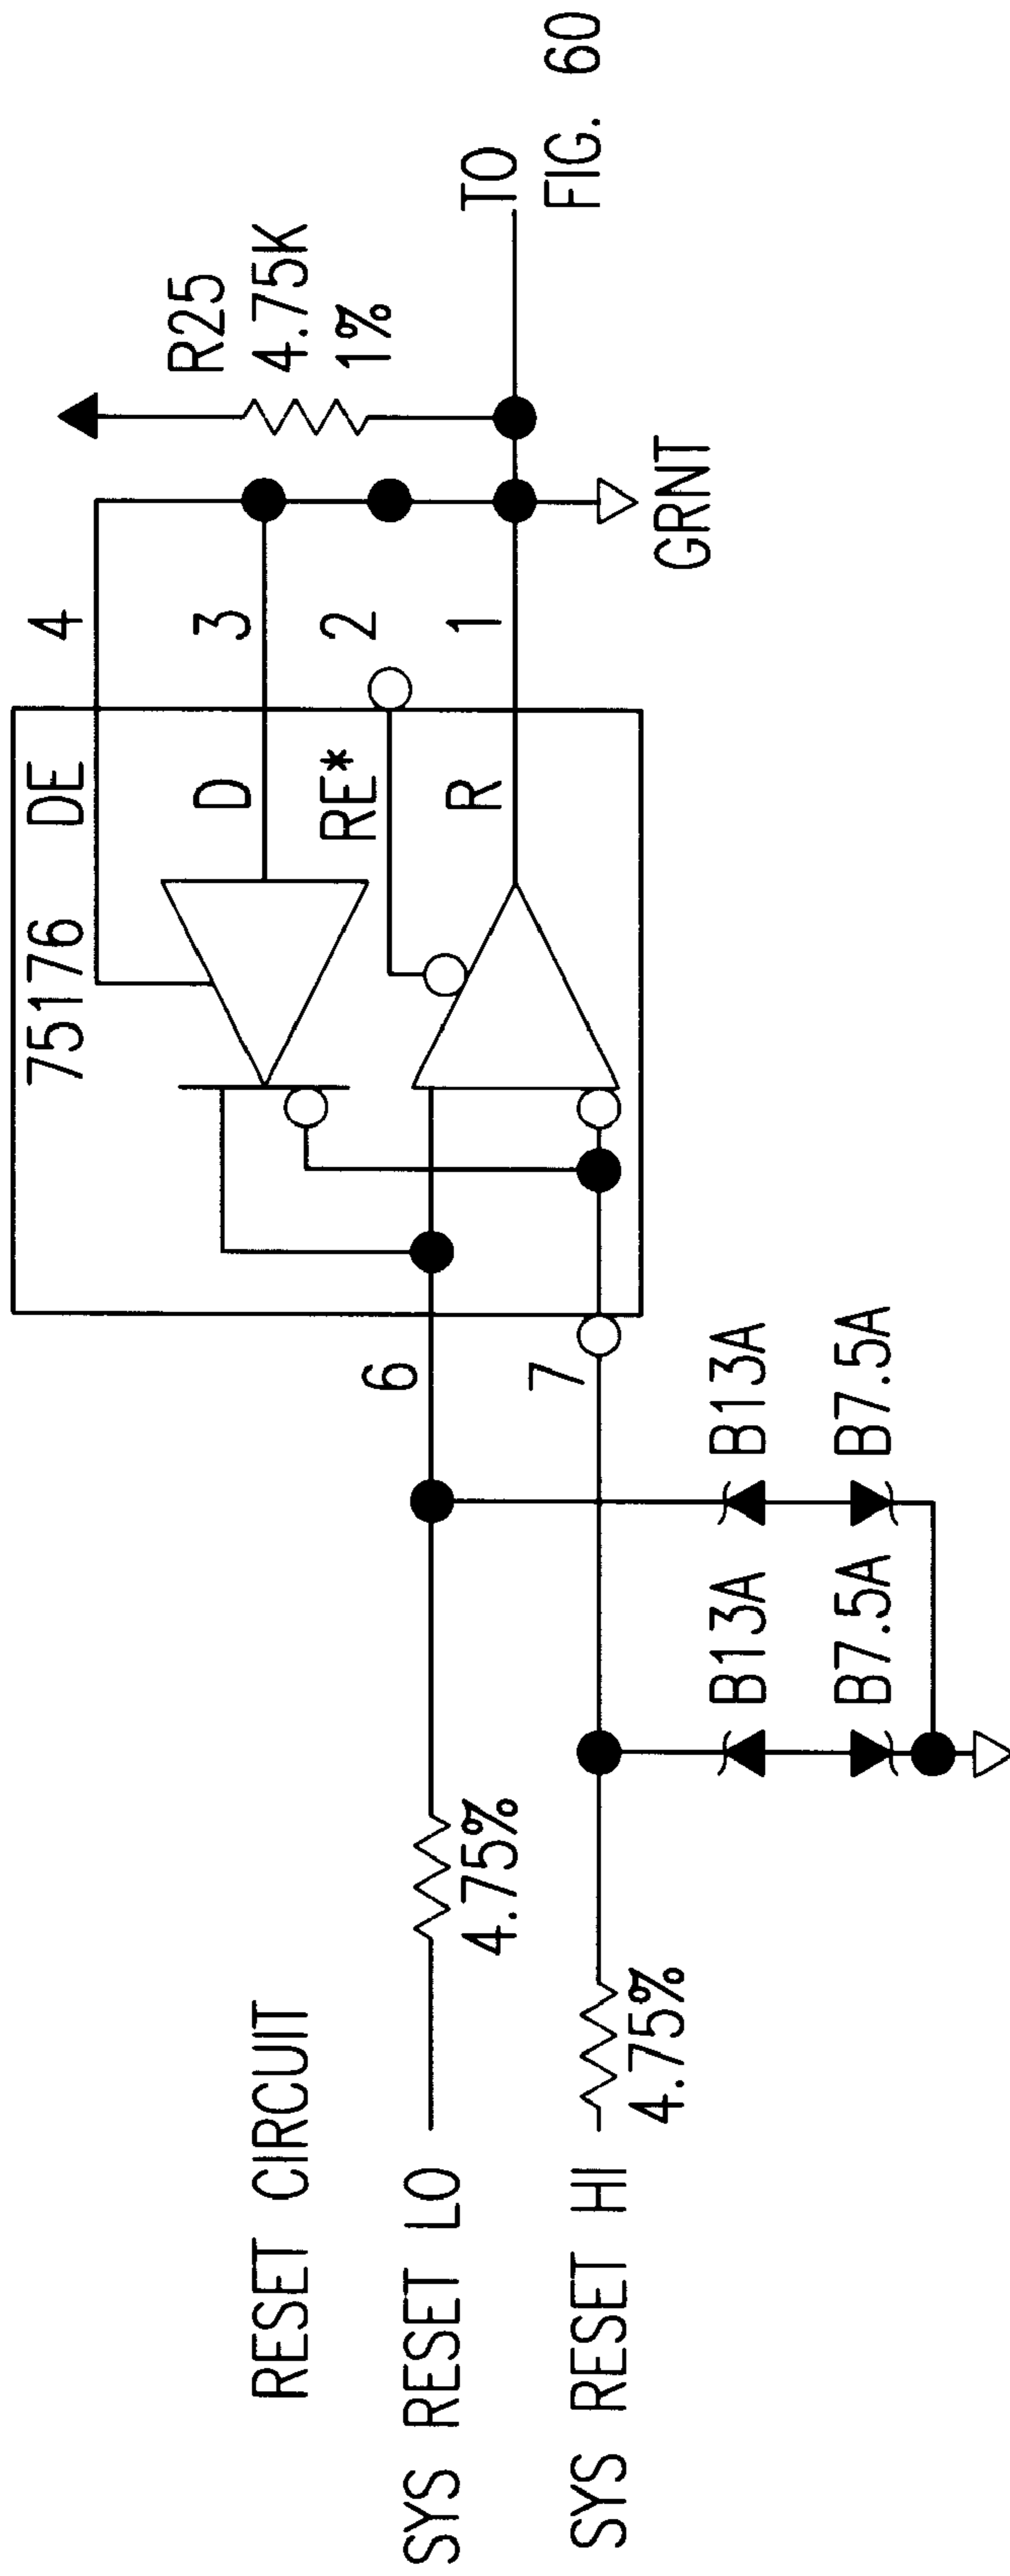 RESET CIRCUIT
SYS RESET LO
SYS RESET HI
4.75%
4.75%
B13A
B7.5A
B13A
B7.5A
6
7
75176 DE
D
RE*
R
4
3
2
1
GRNT
R25
4.75K
1%
TO
FIG. 60